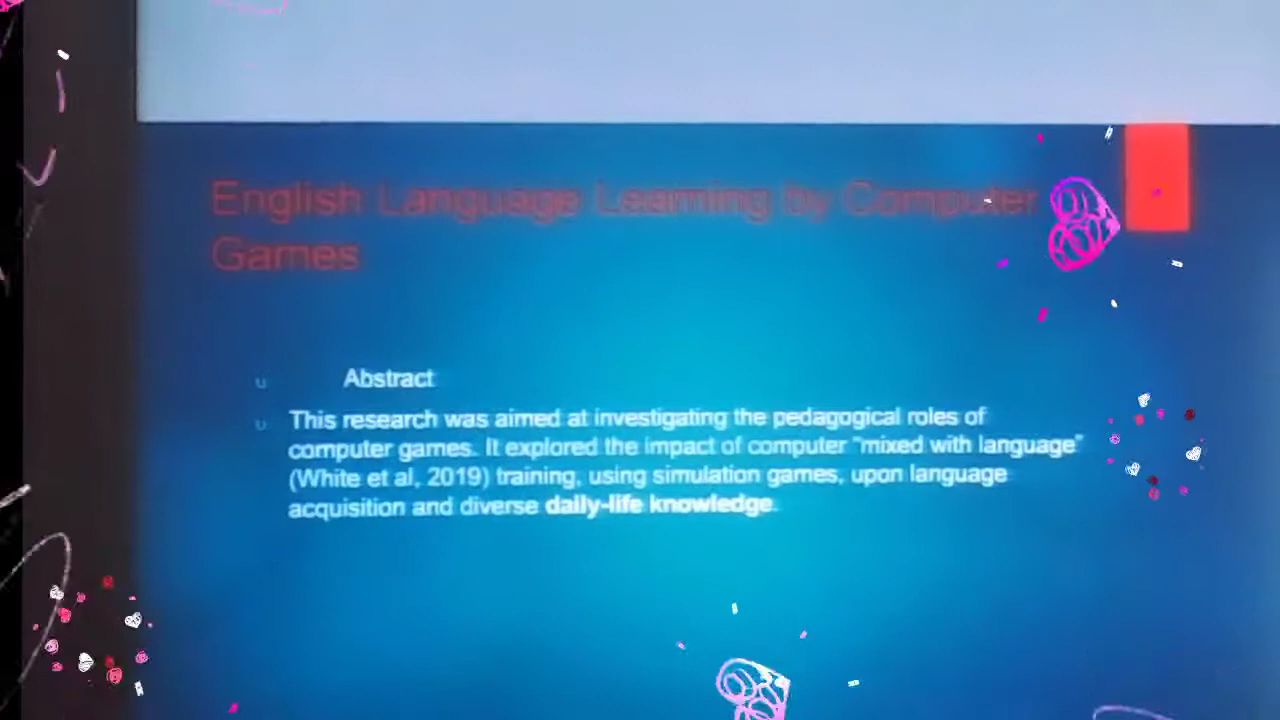 English Language Learning by Computer
Games
Abstract
This research was aimed at investigating the pedagogical roles of
computer games. It explored the impact of computer "mixed with language"
(White et al, 2019) training, using simulation games, upon language
acquisition and diverse daily-life knowledge.